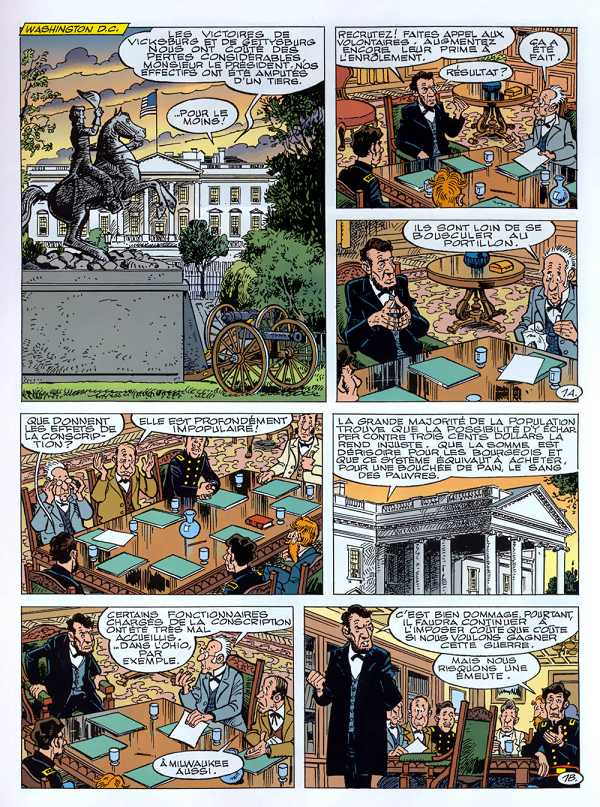 WASHINGTON D.C.
LES VICTOIRES DE
VICKSBURG ET DE GETTYSBURG
NOUS ONT COÛTÉ DES
PERTES CONSIDÉRABLES,
MONSIEUR LE PRÉSIDENT. NOS
EFFECTIFS ONT ÉTÉ AMPUTÉS
D'UN TIERS.
...POUR LE
MOINS!
RECRUTEZ! FAITES APPEL AUX
VOLONTAIRES. AUGMENTEZ
ENCORE LEUR PRIME À
L'ENRÔLEMENT.
ÇA A
ÉTÉ
FAIT.
RÉSULTAT?
ILS SONT LOIN DE SE
BOUSCULER AU
PORTILLON.
1A.
QUE DONNENT
LES EFFETS DE
LA CONSCRIP-
TION?
ELLE EST PROFONDÉMENT
IMPOPULAIRE!
LA GRANDE MAJORITÉ DE LA POPULATION
TROUVE QUE LA POSSIBILITÉ D'Y ÉCHAP-
PER CONTRE TROIS CENTS DOLLARS LA
REND INJUSTE. QUE LA SOMME EST
DÉRISOIRE POUR LES BOURGEOIS ET
QUE CE SYSTÈME ÉQUIVAUT À ACHETER,
POUR UNE BOUCHÉE DE PAIN, LE SANG
DES PAUVRES.
CERTAINS FONCTIONNAIRES
CHARGÉS DE LA CONSCRIPTION
ONT ÉTÉ TRÈS MAL
ACCUEILLIS
...DANS L'OHIO,
PAR
EXEMPLE.
À MILWAUKEE
AUSSI.
C'EST BIEN DOMMAGE, POURTANT,
IL FAUDRA CONTINUER À
L'IMPOSER COÛTE QUE COÛTE
SI NOUS VOULONS GAGNER
CETTE GUERRE.
MAIS NOUS
RISQUONS UNE
ÉMEUTE.
1B.